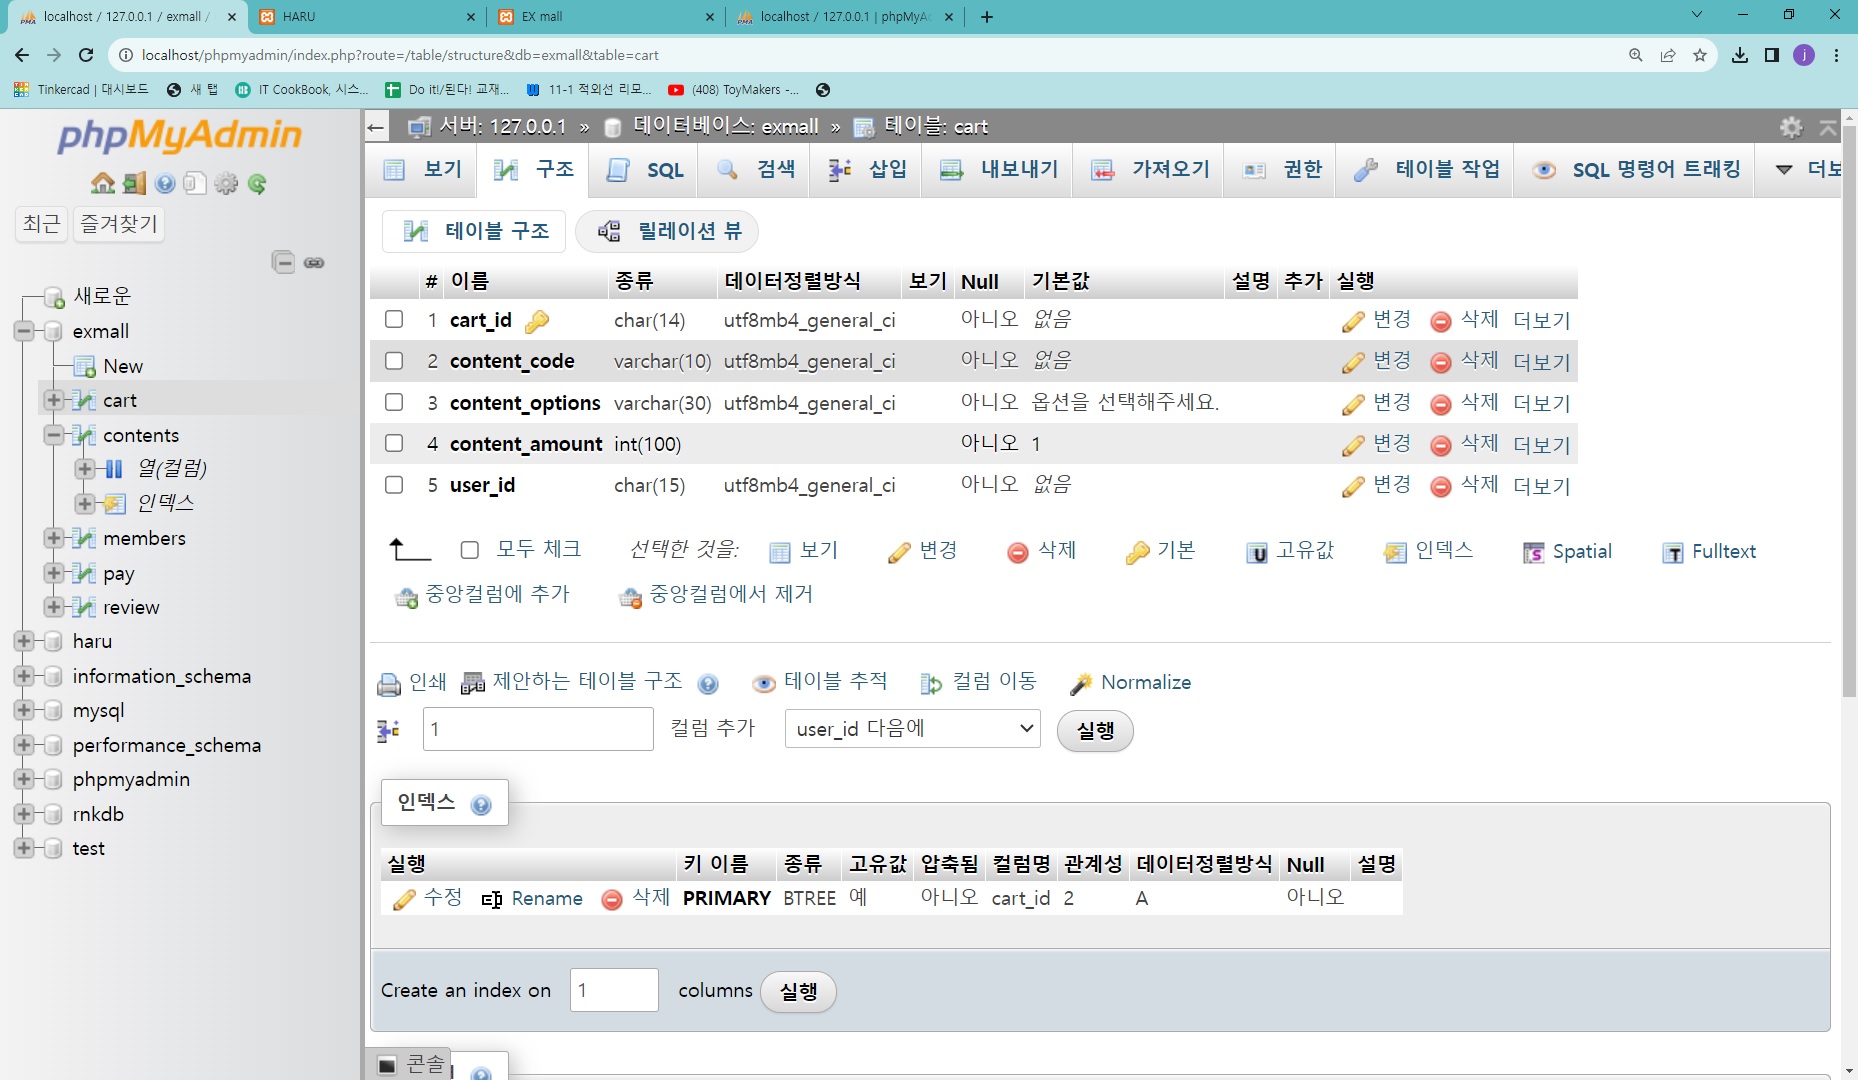 localhost / 127.0.0.1 / exmall / HARU EX mall localhost / 127.0.0.1 | phpMyA
localhost/phpmyadmin/index.php?route=/table/structure&db=exmall&table=cart
Tinkercad | 대시보드 새 탭 IT CookBook, 시스... Do it!/된다! 교재... 11-1 적외선 리모... (408) ToyMakers -...
phpMyAdmin
최근 즐겨찾기
새로운
exmall
New
cart
contents
열(컬럼)
인덱스
members
pay
review
haru
information_schema
mysql
performance_schema
phpmyadmin
rnkdb
test
서버: 127.0.0.1 » 데이터베이스: exmall » 테이블: cart
보기 구조 SQL 검색 삽입 내보내기 가져오기 권한 테이블 작업 SQL 명령어 트래킹 더보
테이블 구조 릴레이션 뷰
# 이름 종류 데이터정렬방식 보기 Null 기본값 설명 추가 실행
1 cart_id char(14) utf8mb4_general_ci 아니오 없음 변경 삭제 더보기
2 content_code varchar(10) utf8mb4_general_ci 아니오 없음 변경 삭제 더보기
3 content_options varchar(30) utf8mb4_general_ci 아니오 옵션을 선택해주세요. 변경 삭제 더보기
4 content_amount int(100) 아니오 1 변경 삭제 더보기
5 user_id char(15) utf8mb4_general_ci 아니오 없음 변경 삭제 더보기
모두 체크 선택한 것을: 보기 변경 삭제 기본 고유값 인덱스 Spatial Fulltext
중앙컬럼에 추가 중앙컬럼에서 제거
인쇄 제안하는 테이블 구조 테이블 추적 컬럼 이동 Normalize
1 컬럼 추가 user_id 다음에 실행
인덱스
실행 키 이름 종류 고유값 압축됨 컬럼명 관계성 데이터정렬방식 Null 설명
수정 Rename 삭제 PRIMARY BTREE 예 아니오 cart_id 2 A 아니오
Create an index on 1 columns 실행
콘솔